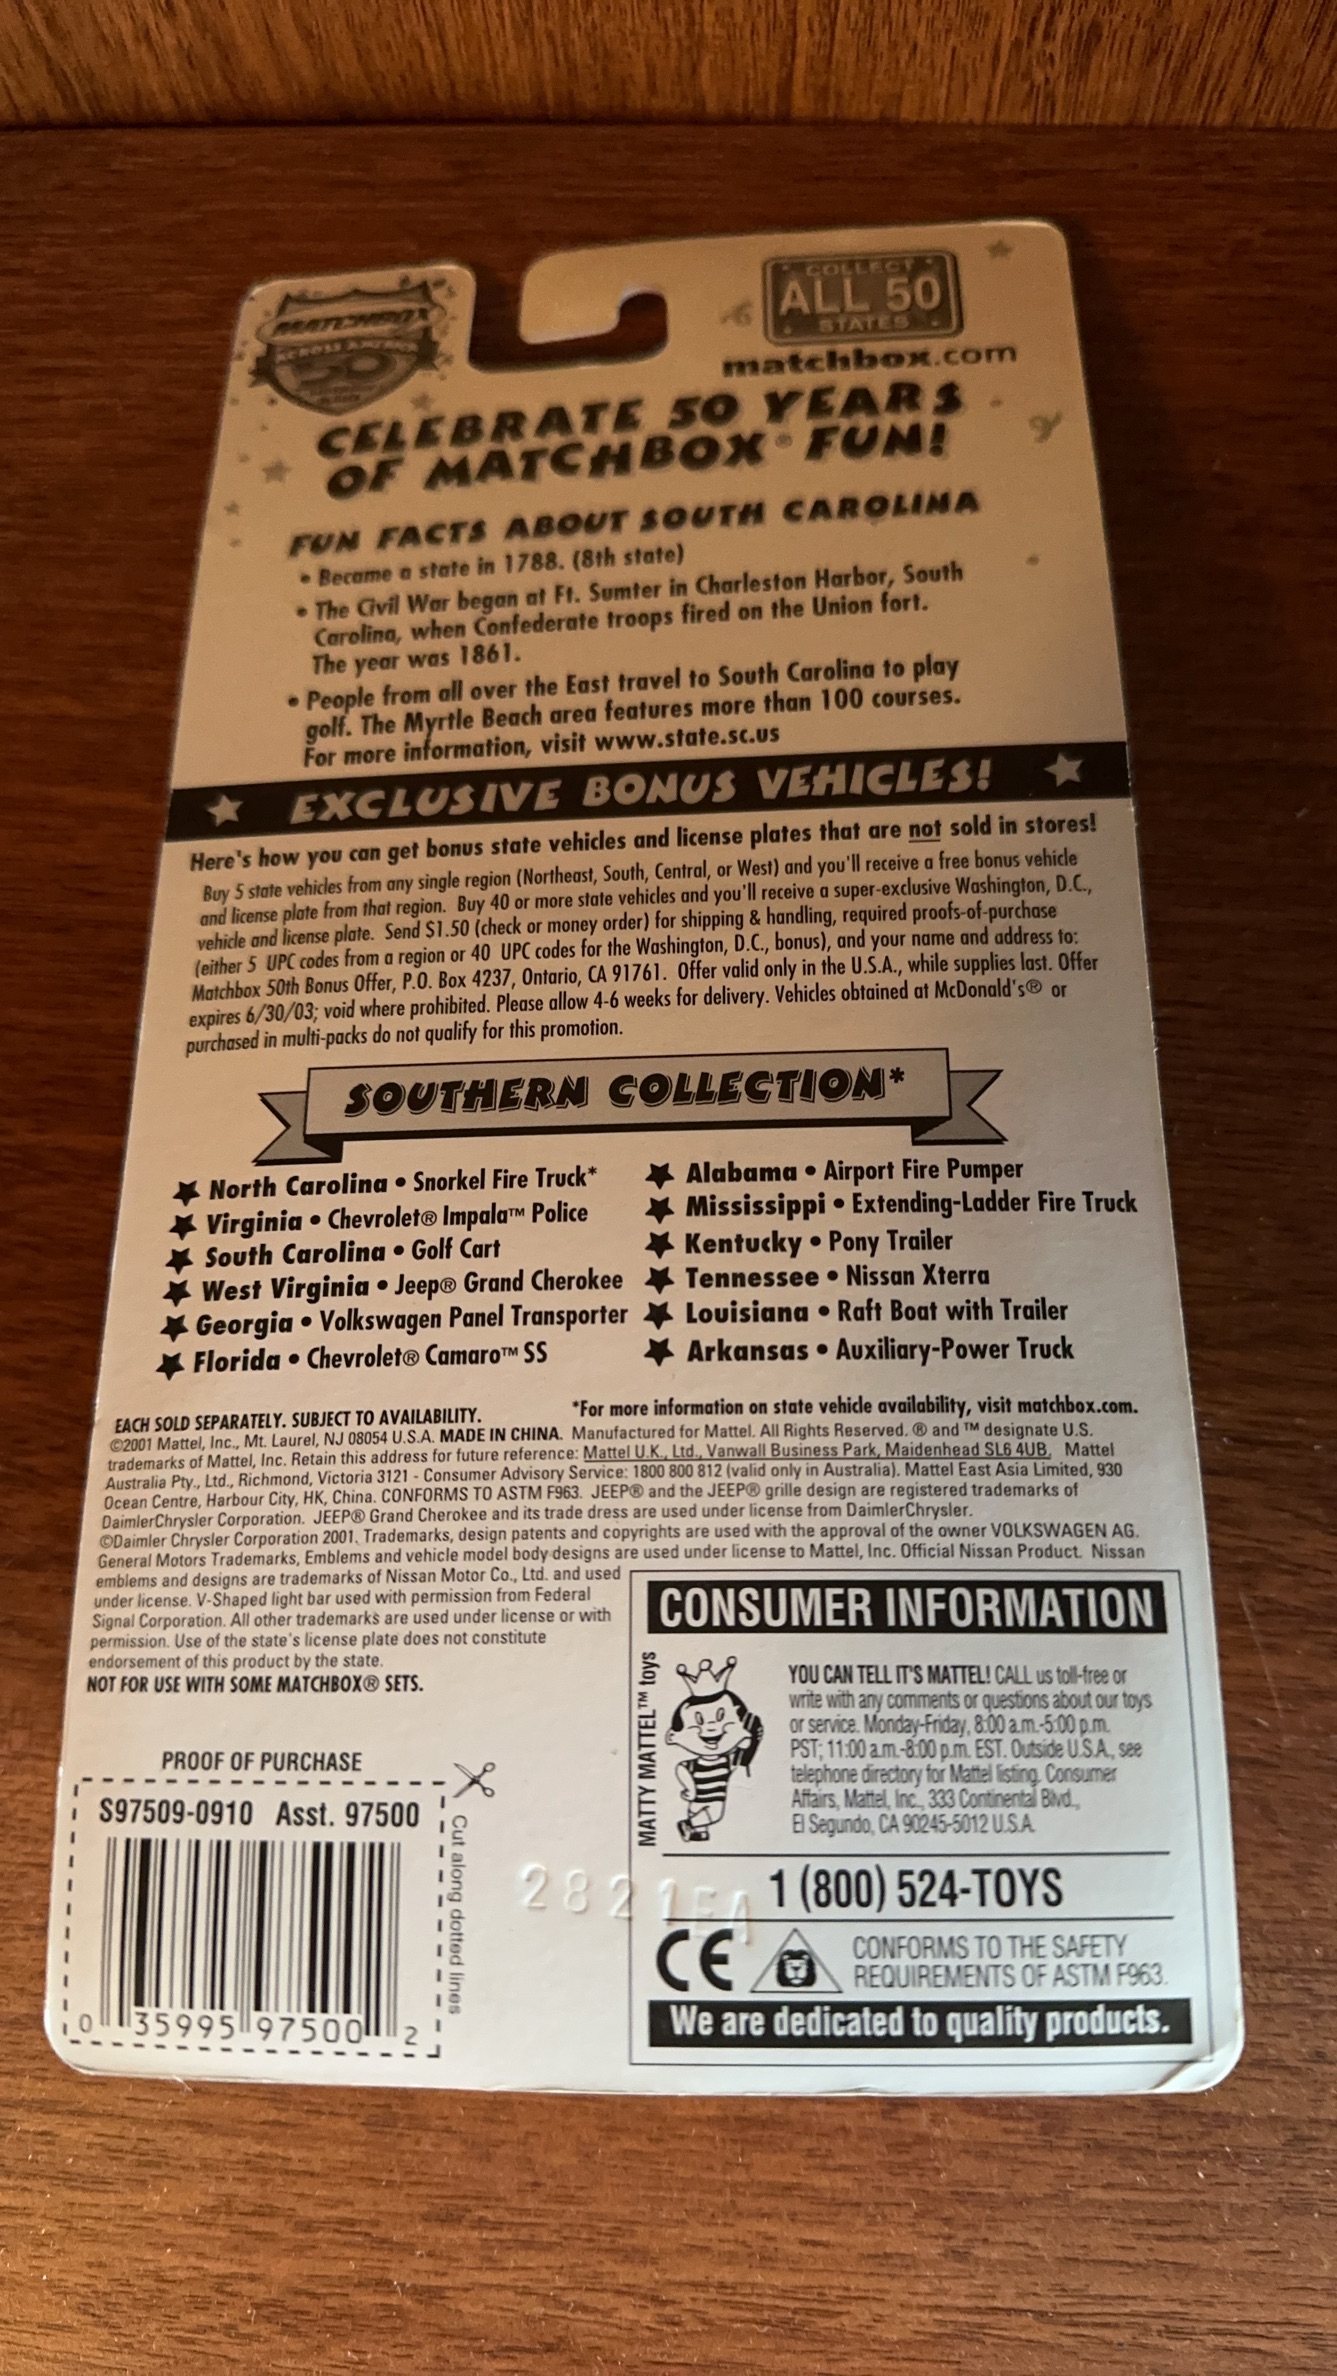 MATCHBOX
ACROSS AMERICA
50
COLLECT
ALL 50
STATES
matchbox.com
CELEBRATE 50 YEARS
OF MATCHBOX® FUN!
FUN FACTS ABOUT SOUTH CAROLINA
• Became a state in 1788. (8th state)
• The Civil War began at Ft. Sumter in Charleston Harbor, South
Carolina, when Confederate troops fired on the Union fort.
The year was 1861.
• People from all over the East travel to South Carolina to play
golf. The Myrtle Beach area features more than 100 courses.
For more information, visit www.state.sc.us
EXCLUSIVE BONUS VEHICLES!
Here's how you can get bonus state vehicles and license plates that are not sold in stores!
Buy 5 state vehicles from any single region (Northeast, South, Central, or West) and you'll receive a free bonus vehicle
and license plate from that region. Buy 40 or more state vehicles and you'll receive a super-exclusive Washington, D.C.,
vehicle and license plate. Send $1.50 (check or money order) for shipping & handling, required proofs-of-purchase
(either 5 UPC codes from a region or 40 UPC codes for the Washington, D.C., bonus), and your name and address to:
Matchbox 50th Bonus Offer, P.O. Box 4237, Ontario, CA 91761. Offer valid only in the U.S.A., while supplies last. Offer
expires 6/30/03; void where prohibited. Please allow 4-6 weeks for delivery. Vehicles obtained at McDonald's® or
purchased in multi-packs do not qualify for this promotion.
SOUTHERN COLLECTION*
North Carolina • Snorkel Fire Truck*
Virginia • Chevrolet® Impala™ Police
South Carolina • Golf Cart
West Virginia • Jeep® Grand Cherokee
Georgia • Volkswagen Panel Transporter
Florida • Chevrolet® Camaro™ SS
Alabama • Airport Fire Pumper
Mississippi • Extending-Ladder Fire Truck
Kentucky • Pony Trailer
Tennessee • Nissan Xterra
Louisiana • Raft Boat with Trailer
Arkansas • Auxiliary-Power Truck
*For more information on state vehicle availability, visit matchbox.com.
EACH SOLD SEPARATELY. SUBJECT TO AVAILABILITY.
©2001 Mattel, Inc., Mt. Laurel, NJ 08054 U.S.A. MADE IN CHINA. Manufactured for Mattel. All Rights Reserved. ® and ™ designate U.S.
trademarks of Mattel, Inc. Retain this address for future reference: Mattel U.K., Ltd., Vanwall Business Park, Maidenhead SL6 4UB. Mattel
Australia Pty., Ltd., Richmond, Victoria 3121 - Consumer Advisory Service: 1800 800 812 (valid only in Australia). Mattel East Asia Limited, 930
Ocean Centre, Harbour City, HK, China. CONFORMS TO ASTM F963. JEEP® and the JEEP® grille design are registered trademarks of
DaimlerChrysler Corporation. JEEP® Grand Cherokee and its trade dress are used under license from DaimlerChrysler.
©Daimler Chrysler Corporation 2001. Trademarks, design patents and copyrights are used with the approval of the owner VOLKSWAGEN AG.
General Motors Trademarks, Emblems and vehicle model body designs are used under license to Mattel, Inc. Official Nissan Product. Nissan
emblems and designs are trademarks of Nissan Motor Co., Ltd. and used
under license. V-Shaped light bar used with permission from Federal
Signal Corporation. All other trademarks are used under license or with
permission. Use of the state's license plate does not constitute
endorsement of this product by the state.
NOT FOR USE WITH SOME MATCHBOX® SETS.
PROOF OF PURCHASE
S97509-0910 Asst. 97500
0 35995 97500 2
Cut along dotted lines
2821EA
CONSUMER INFORMATION
MATTY MATTEL™ toys
YOU CAN TELL IT'S MATTEL! CALL us toll-free or
write with any comments or questions about our toys
or service. Monday-Friday, 8:00 a.m.-5:00 p.m.
PST; 11:00 a.m.-8:00 p.m. EST. Outside U.S.A., see
telephone directory for Mattel listing. Consumer
Affairs, Mattel, Inc., 333 Continental Blvd.,
El Segundo, CA 90245-5012 U.S.A.
1 (800) 524-TOYS
CE
CONFORMS TO THE SAFETY
REQUIREMENTS OF ASTM F963.
We are dedicated to quality products.